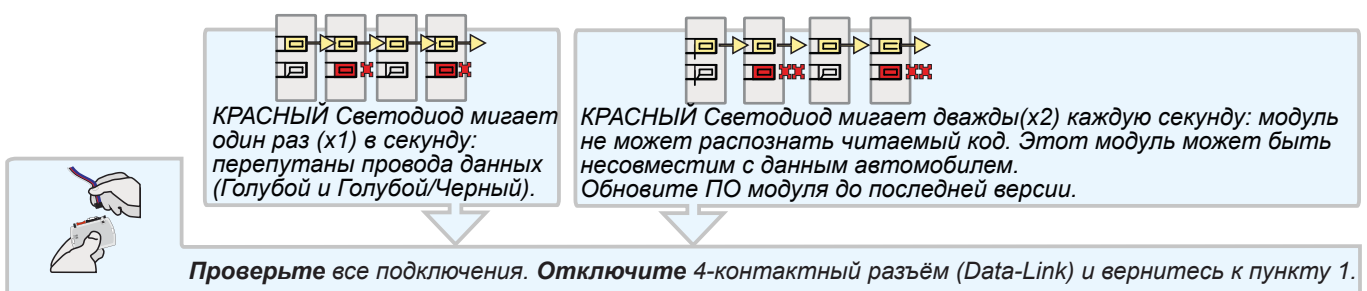 КРАСНЫЙ Светодиод мигает
один раз (x1) в секунду:
перепутаны провода данных
(Голубой и Голубой/Черный).
КРАСНЫЙ Светодиод мигает дважды(x2) каждую секунду: модуль
не может распознать читаемый код. Этот модуль может быть
несовместим с данным автомобилем.
Обновите ПО модуля до последней версии.
Проверьте все подключения. Отключите 4-контактный разъём (Data-Link) и вернитесь к пункту 1.